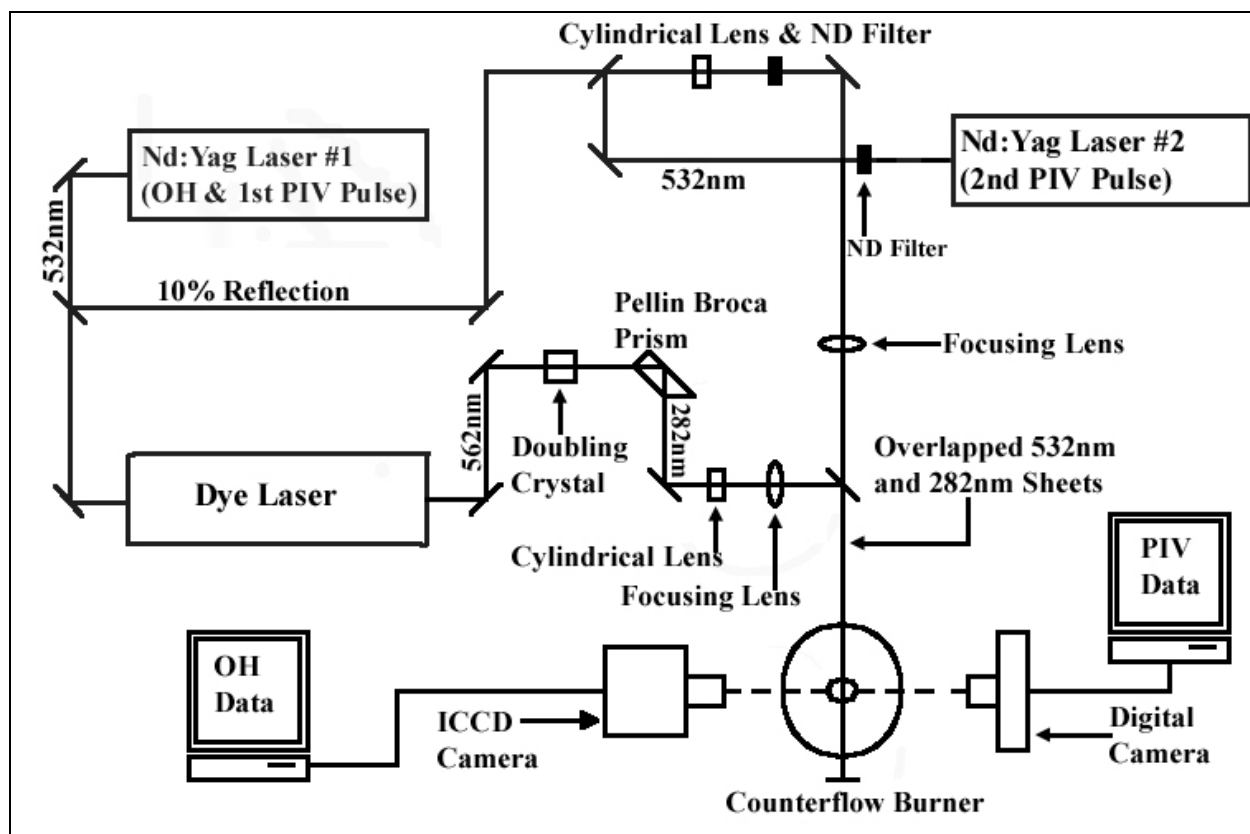 Cylindrical Lens & ND Filter
Nd:Yag Laser #1
(OH & 1st PIV Pulse)
Nd:Yag Laser #2
(2nd PIV Pulse)
532nm
ND Filter
532nm
10% Reflection
Pellin Broca
Prism
Focusing Lens
562nm
282nm
Doubling
Crystal
Overlapped 532nm
and 282nm Sheets
Dye Laser
Cylindrical Lens
Focusing Lens
PIV
Data
OH
Data
ICCD
Camera
Digital
Camera
Counterflow Burner